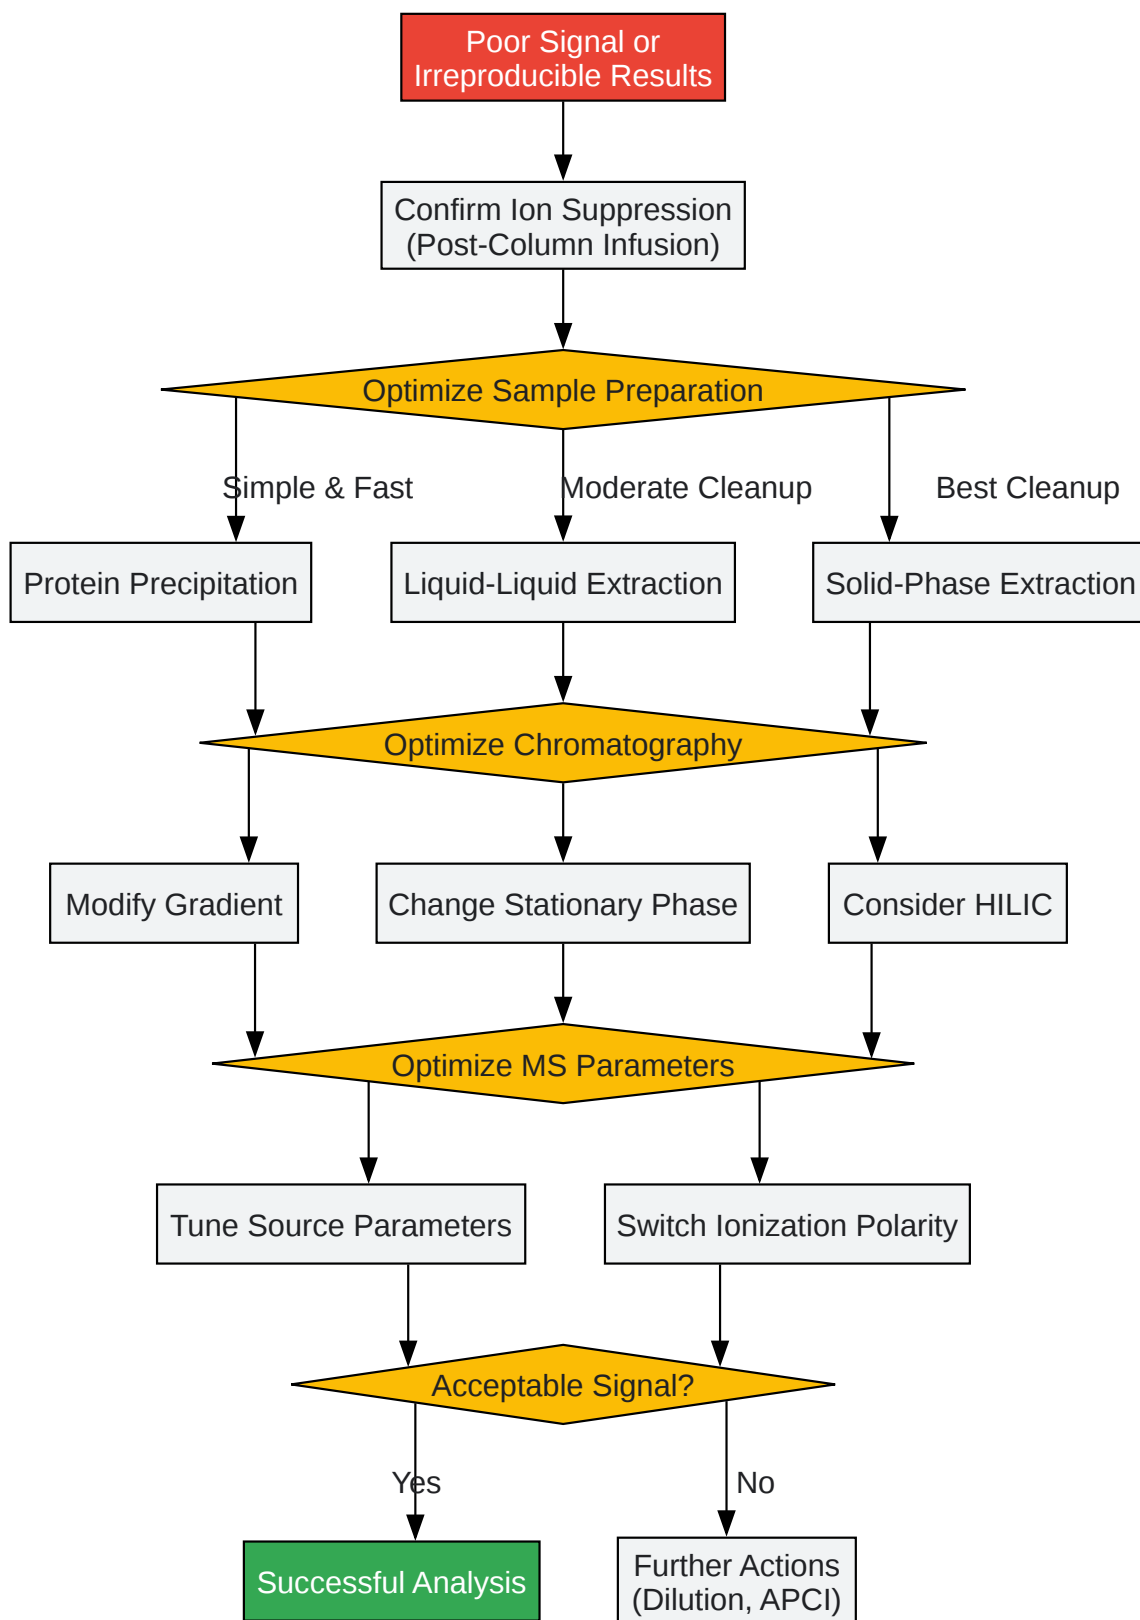 Poor Signal or
Irreproducible Results
Confirm Ion Suppression
(Post-Column Infusion)
Optimize Sample Preparation
Simple & Fast
Moderate Cleanup
Best Cleanup
Protein Precipitation
Liquid-Liquid Extraction
Solid-Phase Extraction
Optimize Chromatography
Modify Gradient
Change Stationary Phase
Consider HILIC
Optimize MS Parameters
Tune Source Parameters
Switch Ionization Polarity
Acceptable Signal?
Yes
No
Successful Analysis
Further Actions
(Dilution, APCI)